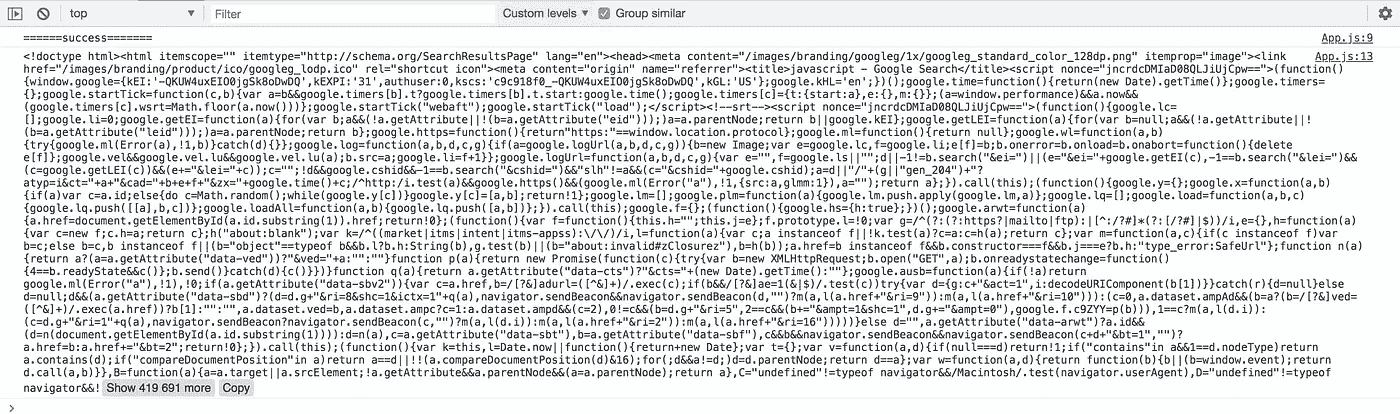 top ▼ Filter Custom levels ▼ Group similar
======success======= App.js:9
<!doctype html><html itemscope="" itemtype="http://schema.org/SearchResultsPage" lang="en"><head><meta content="/images/branding/googleg/1x/googleg_standard_color_128dp.png" itemprop="image"><link App.js:13
href="/images/branding/product/ico/googleg_lodp.ico" rel="shortcut icon"><meta content="origin" name="referrer"><title>javascript - Google Search</title><script nonce="jncrdcDMIaD08QLJiUjCpw==">(function()
{window.google={kEI:'-QKUW4uxEIO0jgSk8oDwDQ',kEXPI:'31',authuser:0,kscs:'c9c918f0_-QKUW4uxEIO0jgSk8oDwDQ',kGL:'US'};google.kHL='en';})();google.time=function(){return(new Date).getTime()};google.timers=
{};google.startTick=function(c,b){var a=b&&google.timers[b].t?google.timers[b].t.start:google.time();google.timers[c]={t:{start:a},e:{},m:{}};(a=window.performance)&&a.now&&
(google.timers[c].wsrt=Math.floor(a.now()))};google.startTick("webaft");google.startTick("load");</script><!--srt--><script nonce="jncrdcDMIaD08QLJiUjCpw==">(function(){google.lc=
[];google.li=0;google.getEI=function(a){for(var b;a&&(!a.getAttribute||!(b=a.getAttribute("eid")));)a=a.parentNode;return b||google.kEI};google.getLEI=function(a){for(var b=null;a&&(!a.getAttribute||!
(b=a.getAttribute("leid")));)a=a.parentNode;return b};google.https=function(){return"https:"==window.location.protocol};google.ml=function(){return null};google.wl=function(a,b)
{try{google.ml(Error(a),!1,b)}catch(d){}};google.log=function(a,b,d,c,g){if(a=google.logUrl(a,b,d,c,g)){b=new Image;var e=google.lc,f=google.li;e[f]=b;b.onerror=b.onload=b.onabort=function(){delete
e[f]};google.vel&&google.vel.lu&&google.vel.lu(a);b.src=a;google.li=f+1}};google.logUrl=function(a,b,d,c,g){var e="",f=google.ls||"";d||-1!=b.search("&ei=")||(e="&ei="+google.getEI(c),-1==b.search("&lei=")&&
(c=google.getLEI(c))&&(e+="&lei="+c));c="";!d&&google.cshid&&-1==b.search("&cshid=")&&"slh"!=a&&(c="&cshid="+google.cshid);a=d||"/"+(g||"gen_204")+"?
atyp=i&ct="+a+"&cad="+b+e+f+"&zx="+google.time()+c;/^http:/i.test(a)&&google.https()&&(google.ml(Error("a"),!1,{src:a,glmm:1}),a="");return a};}).call(this);(function(){google.y={};google.x=function(a,b)
{if(a)var c=a.id;else{do c=Math.random();while(google.y[c])}google.y[c]=[a,b];return!1};google.lm=[];google.plm=function(a){google.lm.push.apply(google.lm,a)};google.lq=[];google.load=function(a,b,c)
{google.lq.push([[a],b,c])};google.loadAll=function(a,b){google.lq.push([a,b])};}).call(this);google.f={};(function(){google.hs={h:true};})();google.arwt=function(a)
{a.href=document.getElementById(a.id.substring(1)).href;return!0};(function(){var f=function(){this.h="";this.j=e};f.prototype.l=!0;var g=/^(?:(?:https?|mailto|ftp):|[^:/?#]*(?:[/?#]|$))/i,e={},h=function(a)
{var c=new f;c.h=a;return c};h("about:blank");var k=/^((market|itms|intent|itms-appss):\/\/)/i,l=function(a){var c;a instanceof f||!k.test(a)?c=a:c=h(a);return c};var m=function(a,c){if(c instanceof f)var
b=c;else b=c,b instanceof f||(b="object"==typeof b&&b.l?b.h:String(b),g.test(b)||(b="about:invalid#zClosurez"),b=h(b));a.href=b instanceof f&&b.constructor===f&&b.j===e?b.h:"type_error:SafeUrl"};function n(a)
{return a?(a=a.getAttribute("data-ved"))?"&ved="+a:"":""}function p(a){return new Promise(function(c){try{var b=new XMLHttpRequest;b.open("GET",a);b.onreadystatechange=function()
{4==b.readyState&&c()};b.send()}catch(d){c()}})}function q(a){return a.getAttribute("data-cts")?"&cts="+(new Date).getTime():""};google.ausb=function(a){if(!a)return
google.ml(Error("a"),!1),!0;if(a.getAttribute("data-sbv2")){var c=a.href,b=/[?&]adurl=([^&]+)/.exec(c);if(b&&/[?&]ae=1(&|$)/.test(c))try{var d={g:c+"&act=1",i:decodeURIComponent(b[1])}}catch(r){d=null}else
d=null;d&&(a.getAttribute("data-sbd")?(d=d.g+"&ri=8&shc=1&ictx=1"+q(a),navigator.sendBeacon&&navigator.sendBeacon(d,"")?m(a,l(a.href+"&ri=9")):m(a,l(a.href+"&ri=10"))):(c=0,a.dataset.ampAd&&(b=a?(b=/[?&]ved=
([^&]+)/.exec(a.href))?b[1]:"":"",a.dataset.ved=b,a.dataset.ampc?c=1:a.dataset.ampd&&(c=2),0!=c&&(b=d.g+"&ri=5",2==c&&(b+="&ampt=1&shc=1",d.g+="&ampt=0"),google.f.c9ZYY=p(b))),1==c?m(a,l(d.i)):
(c=d.g+"&ri=1"+q(a),navigator.sendBeacon?navigator.sendBeacon(c,"")?m(a,l(d.i)):m(a,l(a.href+"&ri=2")):m(a,l(a.href+"&ri=16")))))}else d="",a.getAttribute("data-arwt")?a.id&&
(d=n(document.getElementById(a.id.substring(1)))):d=n(a),c=a.getAttribute("data-sbt"),b=a.getAttribute("data-sbf"),c&&b&&(navigator.sendBeacon&&navigator.sendBeacon(c+d+"&bt=1","")?
a.href=b:a.href+="&bt=2");return!0};}).call(this);(function(){var k=this,l=Date.now||function(){return+new Date};var t={};var v=function(a,d){if(null===d)return!1;if("contains"in a&&1==d.nodeType)return
a.contains(d);if("compareDocumentPosition"in a)return a==d||!!(a.compareDocumentPosition(d)&16);for(;d&&a!=d;)d=d.parentNode;return d==a};var w=function(a,d){return function(b){b||(b=window.event);return
d.call(a,b)}},B=function(a){a=a.target||a.srcElement;!a.getAttribute&&a.parentNode&&(a=a.parentNode);return a},C="undefined"!=typeof navigator&&/Macintosh/.test(navigator.userAgent),D="undefined"!=typeof
navigator&&! Show 419 691 more Copy